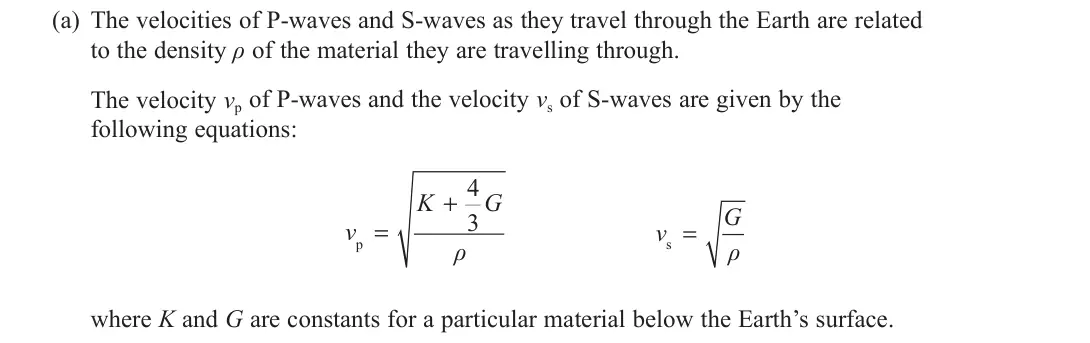 (a) The velocities of P-waves and S-waves as they travel through the Earth are related
to the density ρ of the material they are travelling through.
The velocity vₚ of P-waves and the velocity vₛ of S-waves are given by the
following equations:
vₚ = √((K + 4/3 G)/ρ) vₛ = √(G/ρ)
where K and G are constants for a particular material below the Earth’s surface.